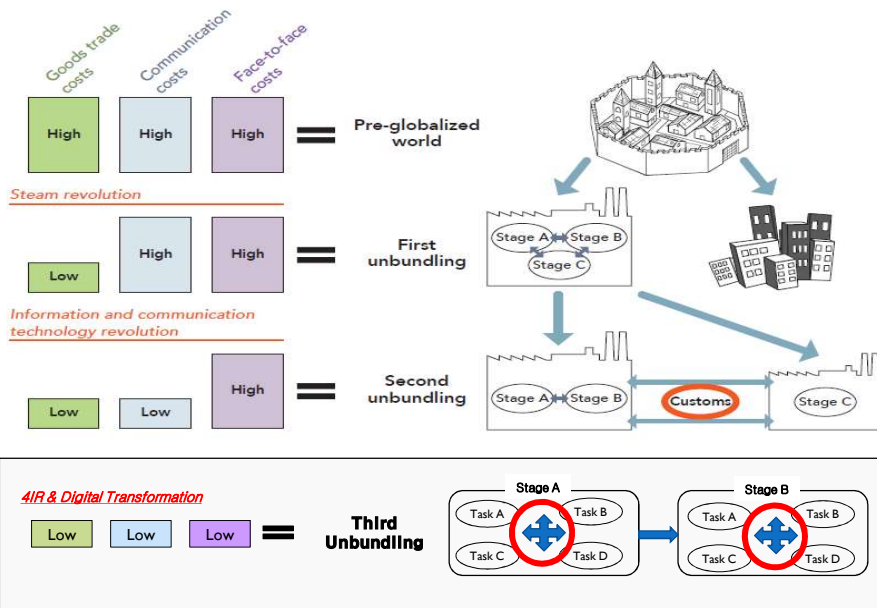 Goods trade
costs
Communication
costs
Face-to-face
costs
High
High
High
=
Pre-globalized
world
Steam revolution
Low
High
High
=
First
unbundling
Stage A
Stage B
Stage C
Information and communication
technology revolution
Low
Low
High
=
Second
unbundling
Stage A
Stage B
Customs
Stage C
4IR & Digital Transformation
Low
Low
Low
=
Third
Unbundling
Stage A
Task A
Task B
Task C
Task D
Stage B
Task A
Task B
Task C
Task D